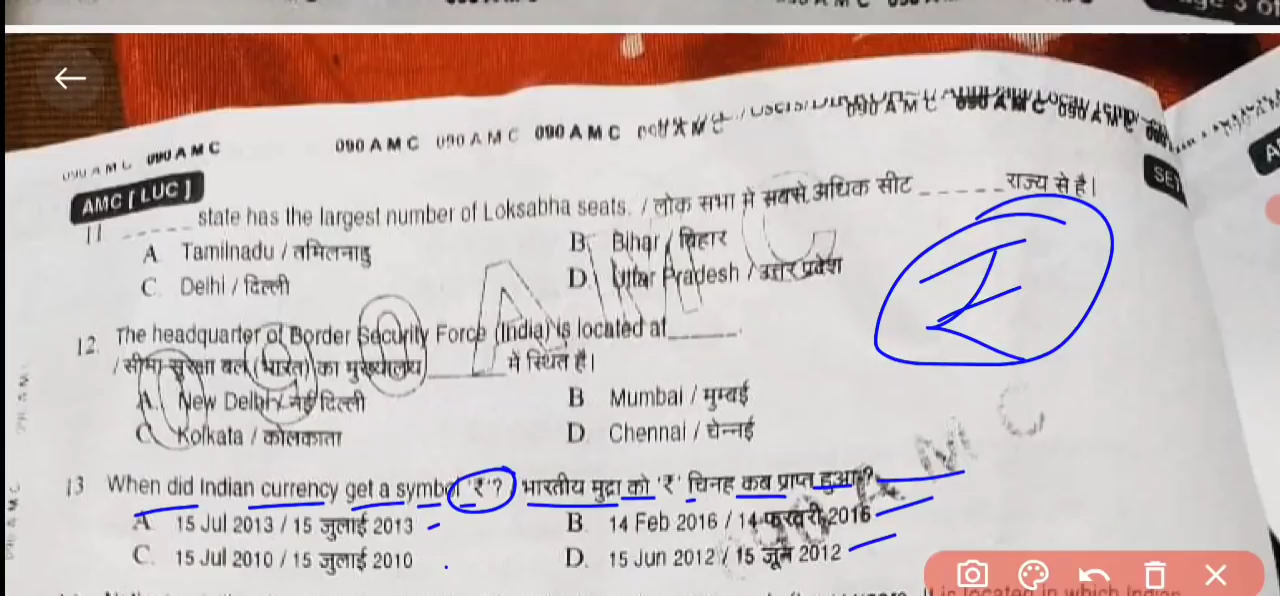 090 A M C 090 A M C 090 A M C 090 A M C
AMC [ LUC ]
11 _____ state has the largest number of Loksabha seats. / लोक सभा मे सबसे अधिक सीट _____ राज्य से है।
A Tamilnadu / तमिलनाडु B. Bihar / बिहार
C. Delhi / दिल्ली D. Uttar Pradesh / उत्तर प्रदेश
12. The headquarter of Border Security Force (India) is located at_____.
/ सीमा सुरक्षा बल (भारत) का मुख्यालय _____ में स्थित है।
A. New Delhi / नई दिल्ली B Mumbai / मुम्बई
C. Kolkata / कोलकाता D. Chennai / चेन्नई
13 When did Indian currency get a symbol '₹'? भारतीय मुद्रा को '₹' चिनह कब प्राप्त हुआ?
A. 15 Jul 2013 / 15 जुलाई 2013 B. 14 Feb 2016 / 14 फरवरी 2016
C. 15 Jul 2010 / 15 जुलाई 2010 D. 15 Jun 2012 / 15 जून 2012